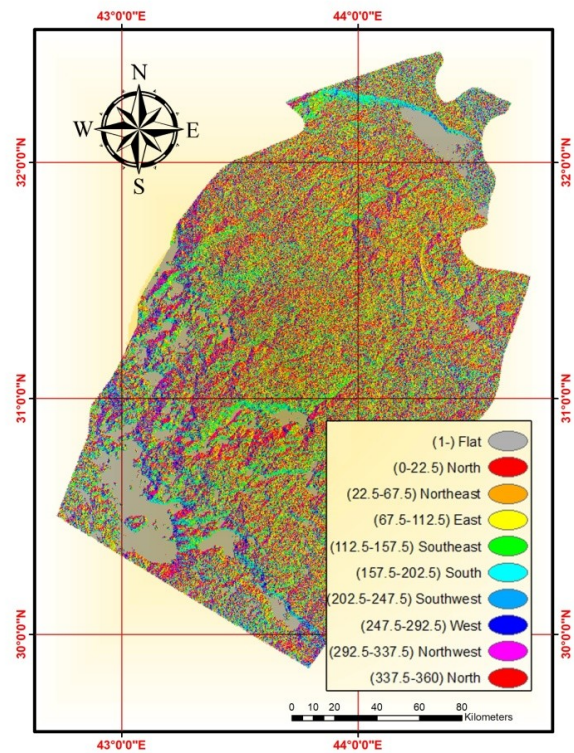 43°0'0"E 44°0'0"E
N
W E
S
32°0'0"N 32°0'0"N
31°0'0"N 31°0'0"N
(1-) Flat
(0-22.5) North
(22.5-67.5) Northeast
(67.5-112.5) East
(112.5-157.5) Southeast
(157.5-202.5) South
(202.5-247.5) Southwest
(247.5-292.5) West
(292.5-337.5) Northwest
(337.5-360) North
30°0'0"N 30°0'0"N
0 10 20 40 60 80
Kilometers
43°0'0"E 44°0'0"E